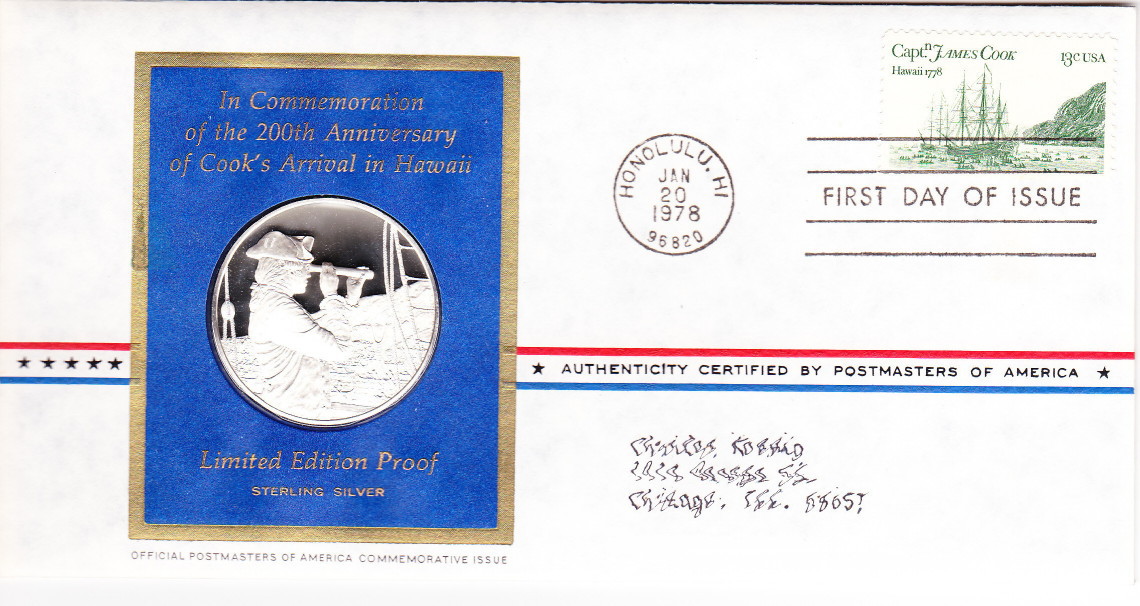 In Commemoration
of the 200th Anniversary
of Cook's Arrival in Hawaii
Limited Edition Proof
STERLING SILVER
OFFICIAL POSTMASTERS OF AMERICA COMMEMORATIVE ISSUE
Capt.n JAMES COOK
Hawaii 1778
13c USA
HONOLULU, HI
JAN
20
1978
96820
FIRST DAY OF ISSUE
★ AUTHENTICITY CERTIFIED BY POSTMASTERS OF AMERICA ★